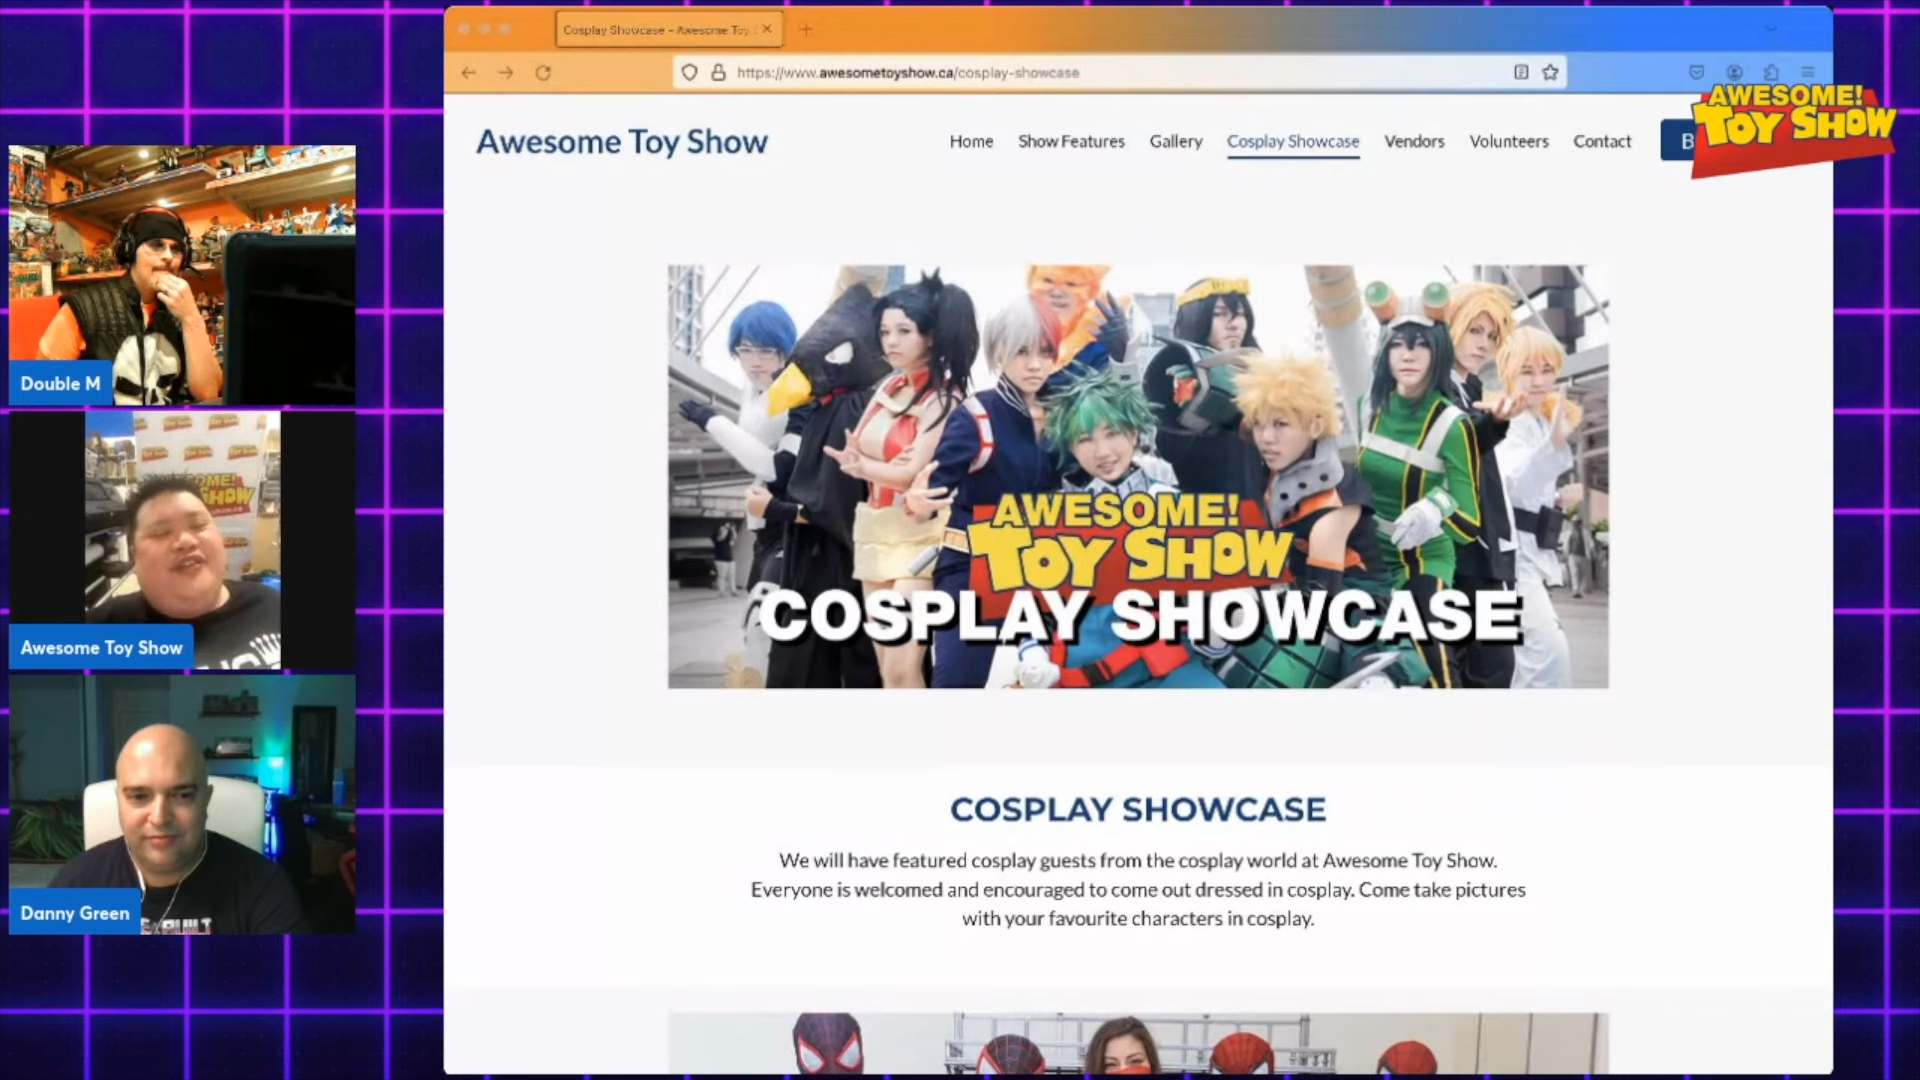 Cosplay Showcase – Awesome Toy
https://www.awesometoyshow.ca/cosplay-showcase
AWESOME!
TOY SHOW
Awesome Toy Show
Home Show Features Gallery Cosplay Showcase Vendors Volunteers Contact B
Double M
AWESOME!
TOY SHOW
COSPLAY SHOWCASE
Awesome Toy Show
COSPLAY SHOWCASE
We will have featured cosplay guests from the cosplay world at Awesome Toy Show.
Everyone is welcomed and encouraged to come out dressed in cosplay. Come take pictures
with your favourite characters in cosplay.
Danny Green